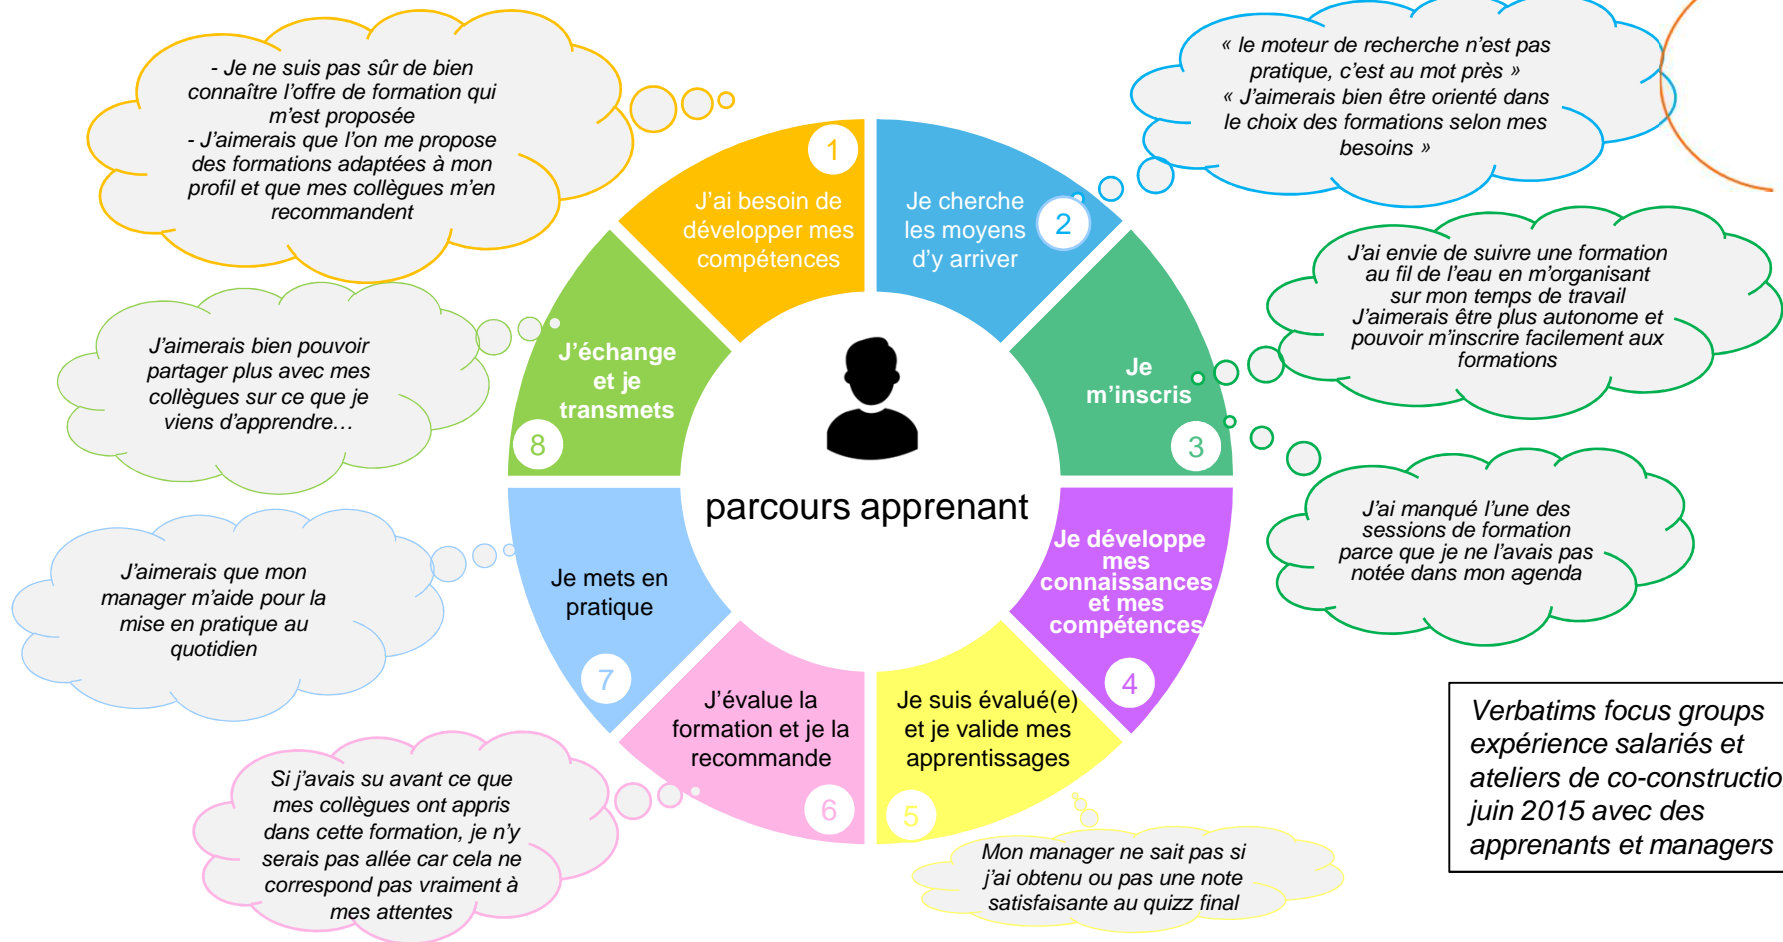 - Je ne suis pas sûr de bien
connaître l’offre de formation qui
m’est proposée
- J’aimerais que l’on me propose
des formations adaptées à mon
profil et que mes collègues m’en
recommandent
« le moteur de recherche n’est pas
pratique, c’est au mot près »
« J’aimerais bien être orienté dans
le choix des formations selon mes
besoins »
1
J’ai besoin de
développer mes
compétences
Je cherche
les moyens
d’y arriver
2
J’ai envie de suivre une formation
au fil de l’eau en m’organisant
sur mon temps de travail
J’aimerais être plus autonome et
pouvoir m’inscrire facilement aux
formations
J’aimerais bien pouvoir
partager plus avec mes
collègues sur ce que je
viens d’apprendre…
J’échange
et je
transmets
8
Je
m’inscris
3
parcours apprenant
J’ai manqué l’une des
sessions de formation
parce que je ne l’avais pas
notée dans mon agenda
J’aimerais que mon
manager m’aide pour la
mise en pratique au
quotidien
Je mets en
pratique
7
Je développe
mes
connaissances
et mes
compétences
4
J’évalue la
formation et je la
recommande
6
Je suis évalué(e)
et je valide mes
apprentissages
5
Si j’avais su avant ce que
mes collègues ont appris
dans cette formation, je n’y
serais pas allée car cela ne
correspond pas vraiment à
mes attentes
Mon manager ne sait pas si
j’ai obtenu ou pas une note
satisfaisante au quizz final
Verbatims focus groups
expérience salariés et
ateliers de co-constructio
juin 2015 avec des
apprenants et managers